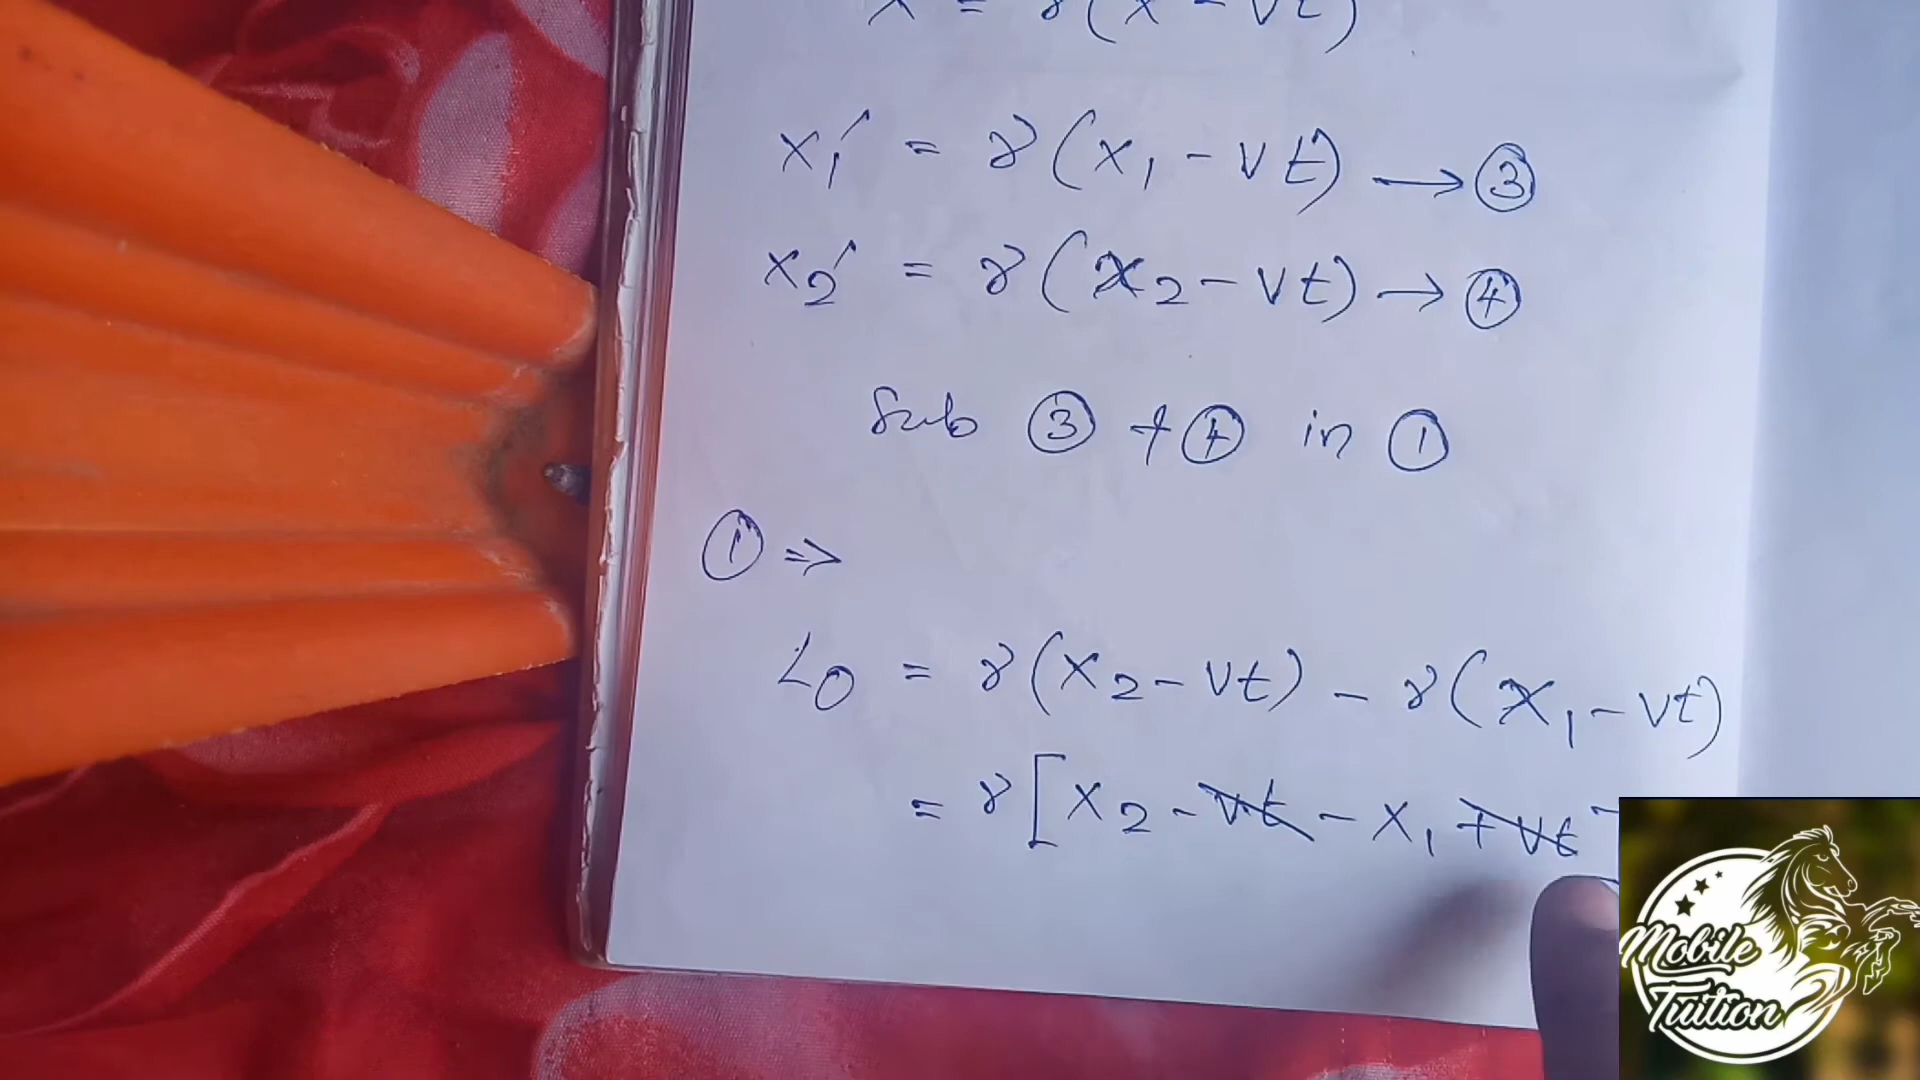 x = γ(x - vt)
x₁′ = γ(x₁ - vt) → ③
x₂′ = γ(x₂ - vt) → ④
Sub ③ + ④ in ①
① ⇒
L₀ = γ(x₂ - vt) - γ(x₁ - vt)
= γ[x₂ - vt - x₁ + vt
Mobile
Tuition